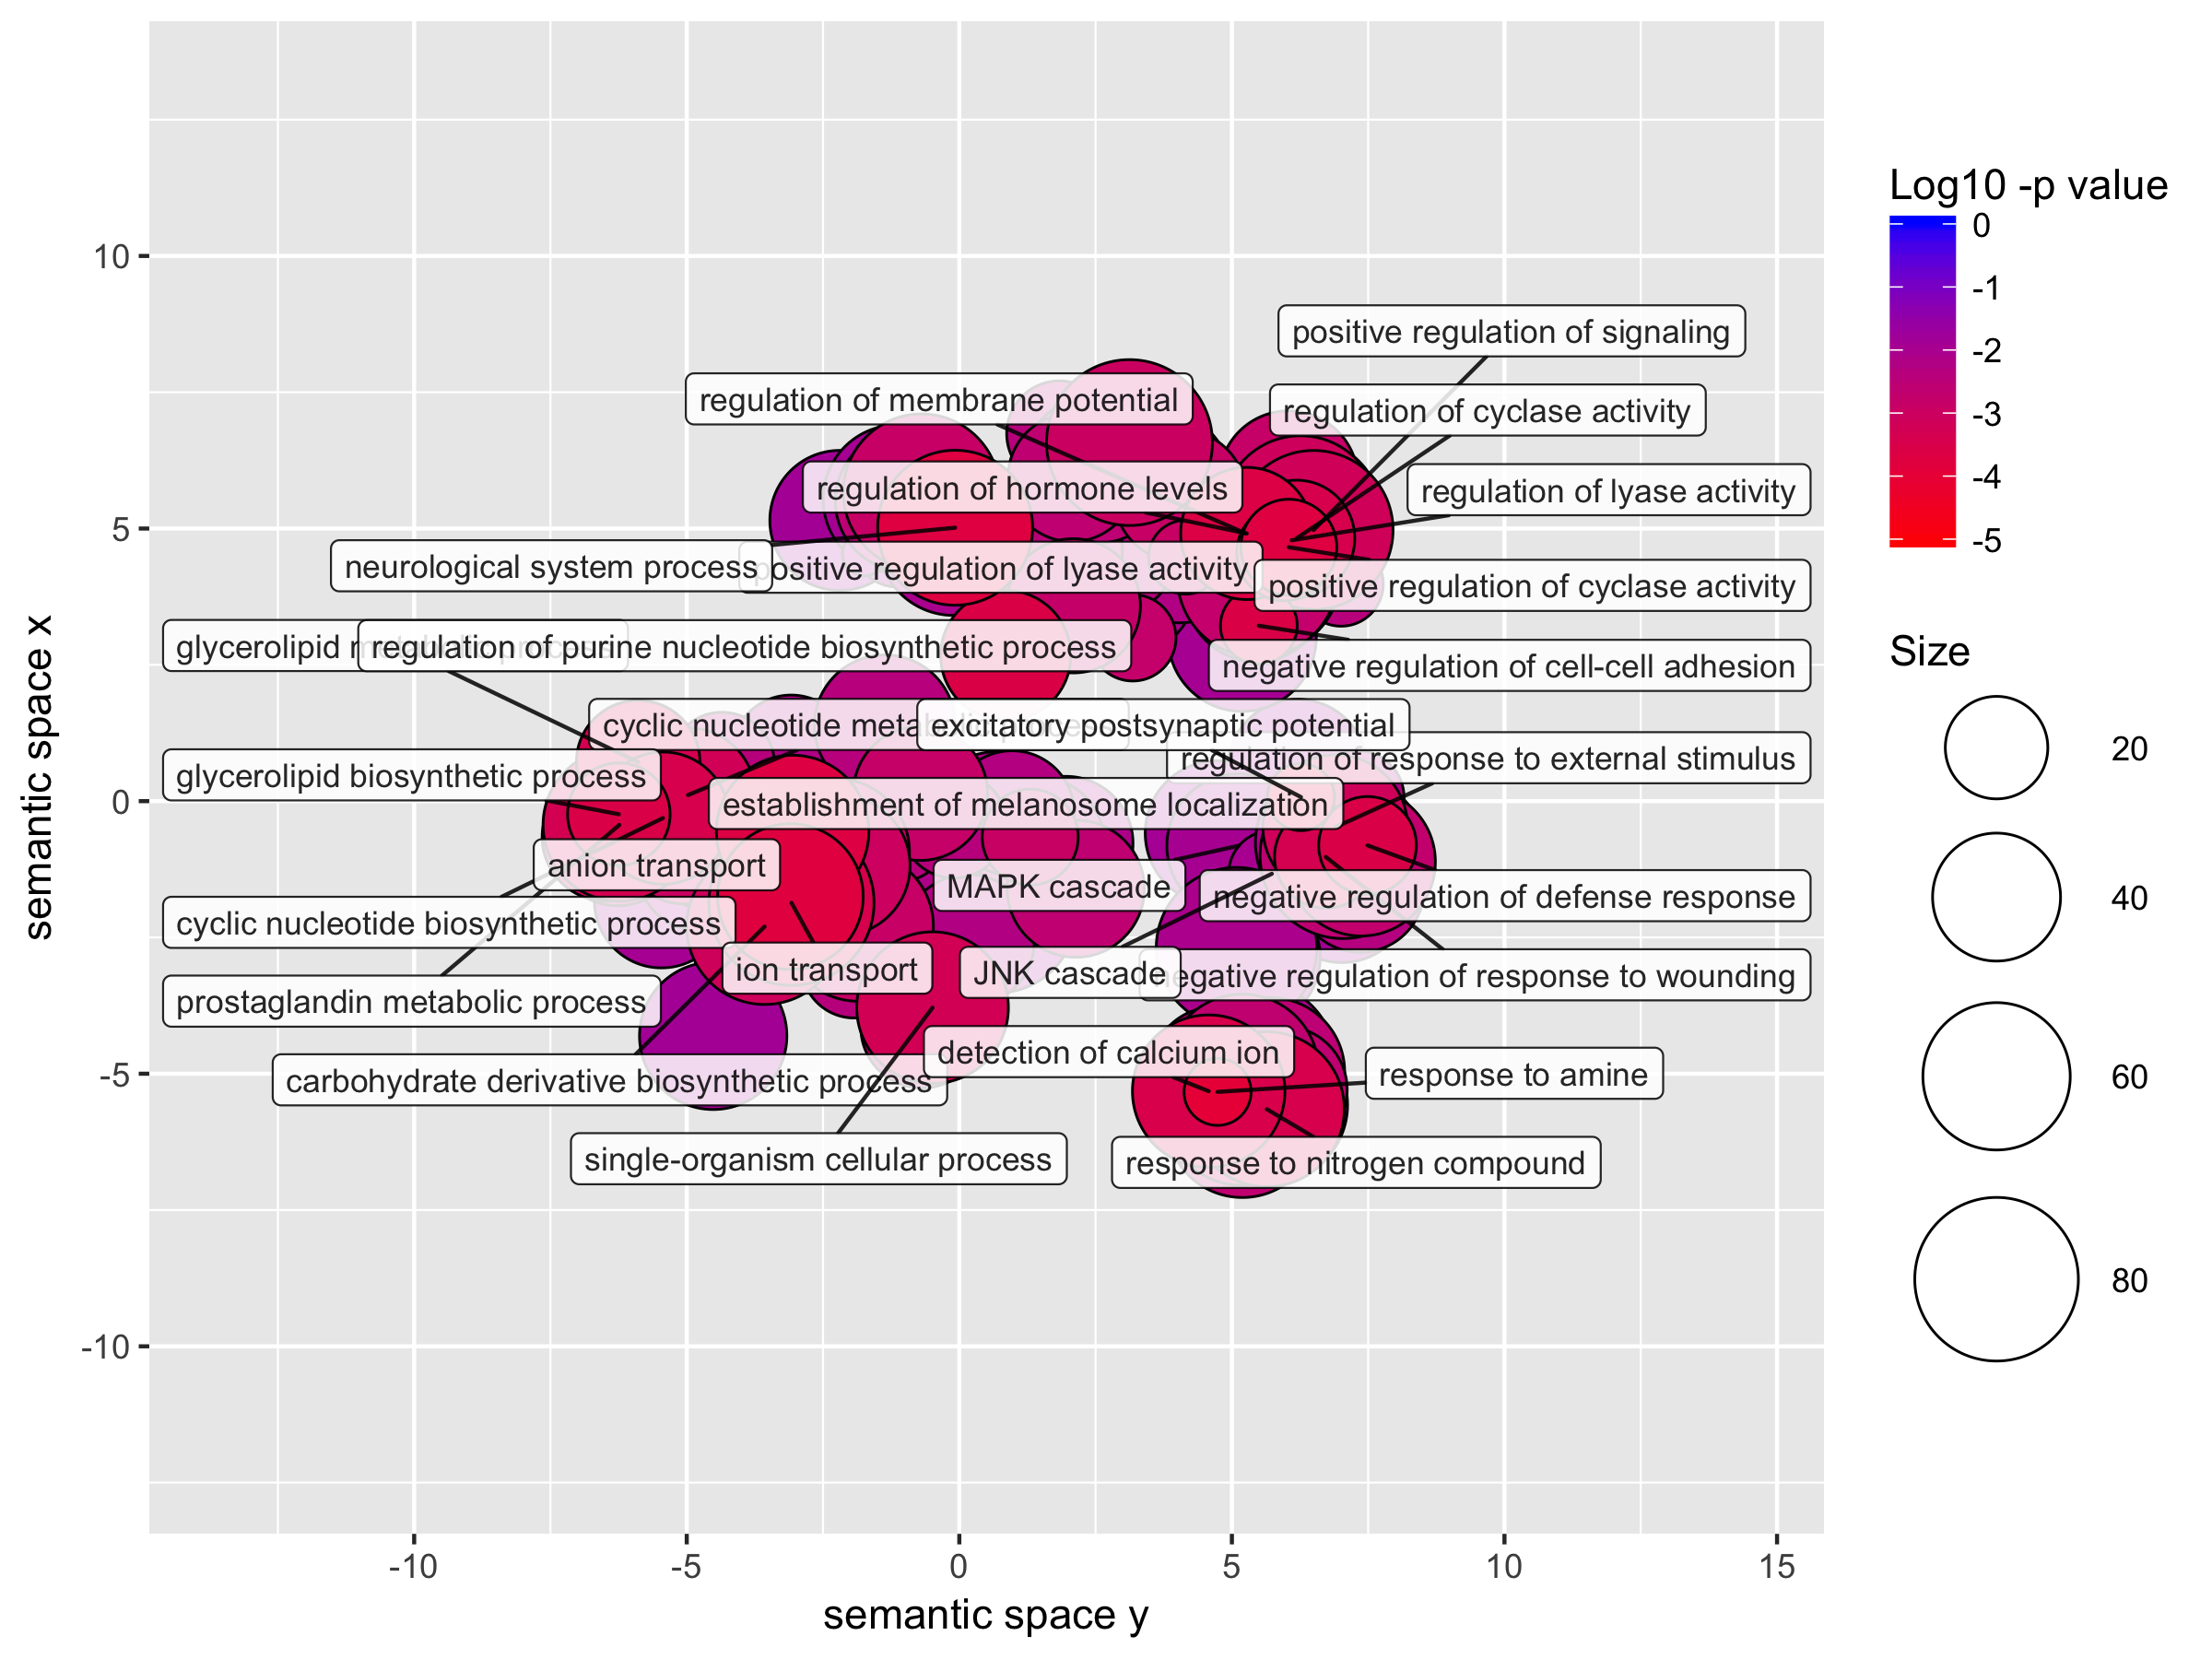 positive regulation of signaling
regulation of membrane potential
regulation of cyclase activity
regulation of hormone levels
regulation of lyase activity
neurological system process
positive regulation of lyase activity
positive regulation of cyclase activity
glycerolipid metabolic process
regulation of purine nucleotide biosynthetic process
negative regulation of cell-cell adhesion
cyclic nucleotide metabolic process
excitatory postsynaptic potential
regulation of response to external stimulus
glycerolipid biosynthetic process
establishment of melanosome localization
anion transport
MAPK cascade
negative regulation of defense response
cyclic nucleotide biosynthetic process
ion transport
JNK cascade
negative regulation of response to wounding
prostaglandin metabolic process
detection of calcium ion
response to amine
carbohydrate derivative biosynthetic process
single-organism cellular process
response to nitrogen compound
10
5
0
-5
-10
semantic space x
-10
-5
0
5
10
15
semantic space y
Log10 -p value
0
-1
-2
-3
-4
-5
Size
20
40
60
80